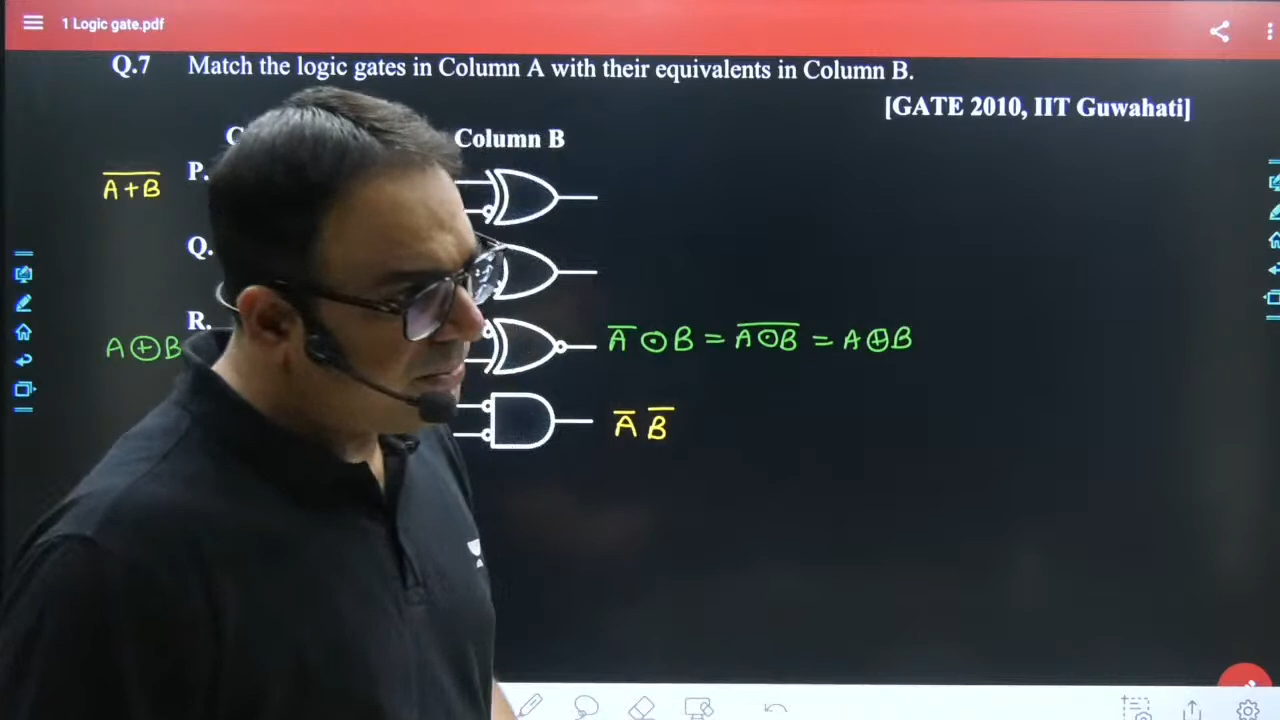 1 Logic gate.pdf
Q.7 Match the logic gates in Column A with their equivalents in Column B.
[GATE 2010, IIT Guwahati]
C Column B
P.
A̅+̅B̅
Q.
R.
A⊕B
A̅ ⊙ B = A̅⊙̅B̅ = A⊕B
A̅ B̅